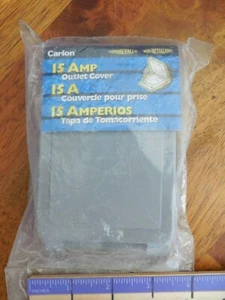 Carlon
15 AMP
Outlet Cover
15 A
Couvercle pour prise
15 AMPERIOS
Tapa de Tomacorriente